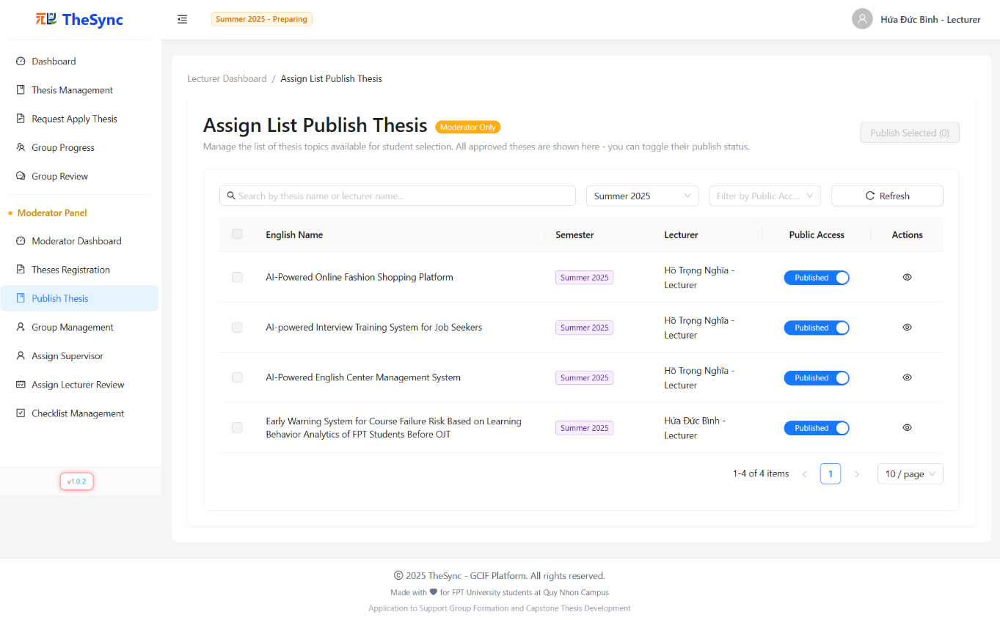 TheSync
Summer 2025 - Preparing
Hứa Đức Bình - Lecturer
Dashboard
Thesis Management
Request Apply Thesis
Group Progress
Group Review
Moderator Panel
Moderator Dashboard
Theses Registration
Publish Thesis
Group Management
Assign Supervisor
Assign Lecturer Review
Checklist Management
v1.0.2
Lecturer Dashboard / Assign List Publish Thesis
Assign List Publish Thesis Moderator Only
Manage the list of thesis topics available for student selection. All approved theses are shown here - you can toggle their publish status.
Publish Selected (0)
Search by thesis name or lecturer name...
Summer 2025
Filter by Public Acc...
Refresh
English Name Semester Lecturer Public Access Actions
AI-Powered Online Fashion Shopping Platform Summer 2025 Hồ Trọng Nghĩa - Published
Lecturer
AI-powered Interview Training System for Job Seekers Summer 2025 Hồ Trọng Nghĩa - Published
Lecturer
AI-Powered English Center Management System Summer 2025 Hồ Trọng Nghĩa - Published
Lecturer
Early Warning System for Course Failure Risk Based on Learning Summer 2025 Hứa Đức Bình - Published
Behavior Analytics of FPT Students Before OJT Lecturer
1-4 of 4 items < 1 > 10 / page
© 2025 TheSync - GCIF Platform. All rights reserved.
Made with 🖤 for FPT University students at Quy Nhon Campus
Application to Support Group Formation and Capstone Thesis Development